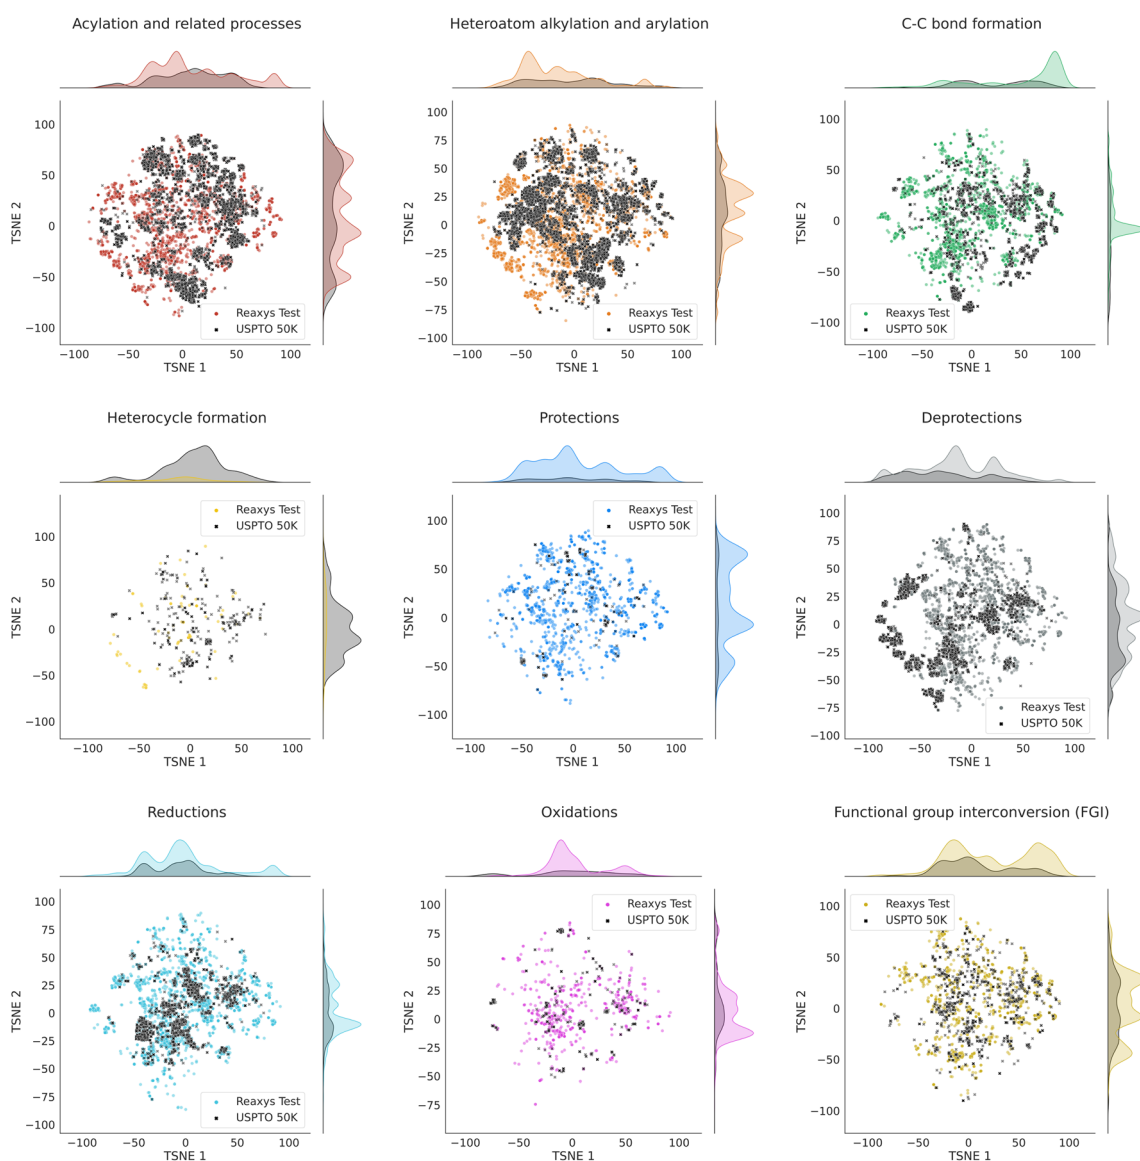 Acylation and related processes
100
50
0
−50
−100
−100
−50
0
50
100
TSNE 2
TSNE 1
Reaxys Test
USPTO 50K
Heteroatom alkylation and arylation
100
75
50
25
0
−25
−50
−75
−100
−100
−50
0
50
100
TSNE 2
TSNE 1
Reaxys Test
USPTO 50K
C-C bond formation
100
50
0
−50
−100
−100
−50
0
50
100
TSNE 2
TSNE 1
Reaxys Test
USPTO 50K
Heterocycle formation
100
50
0
−50
−100
−100
−50
0
50
100
TSNE 2
TSNE 1
Reaxys Test
USPTO 50K
Protections
100
50
0
−50
−100
−100
−50
0
50
100
TSNE 2
TSNE 1
Reaxys Test
USPTO 50K
Deprotections
100
75
50
25
0
−25
−50
−75
−100
−100
−50
0
50
100
TSNE 2
TSNE 1
Reaxys Test
USPTO 50K
Reductions
100
75
50
25
0
−25
−50
−75
−100
−100
−50
0
50
100
TSNE 2
TSNE 1
Reaxys Test
USPTO 50K
Oxidations
100
75
50
25
0
−25
−50
−75
−100
−50
0
50
100
TSNE 2
TSNE 1
Reaxys Test
USPTO 50K
Functional group interconversion (FGI)
100
50
0
−50
−100
−100
−50
0
50
100
TSNE 2
TSNE 1
Reaxys Test
USPTO 50K